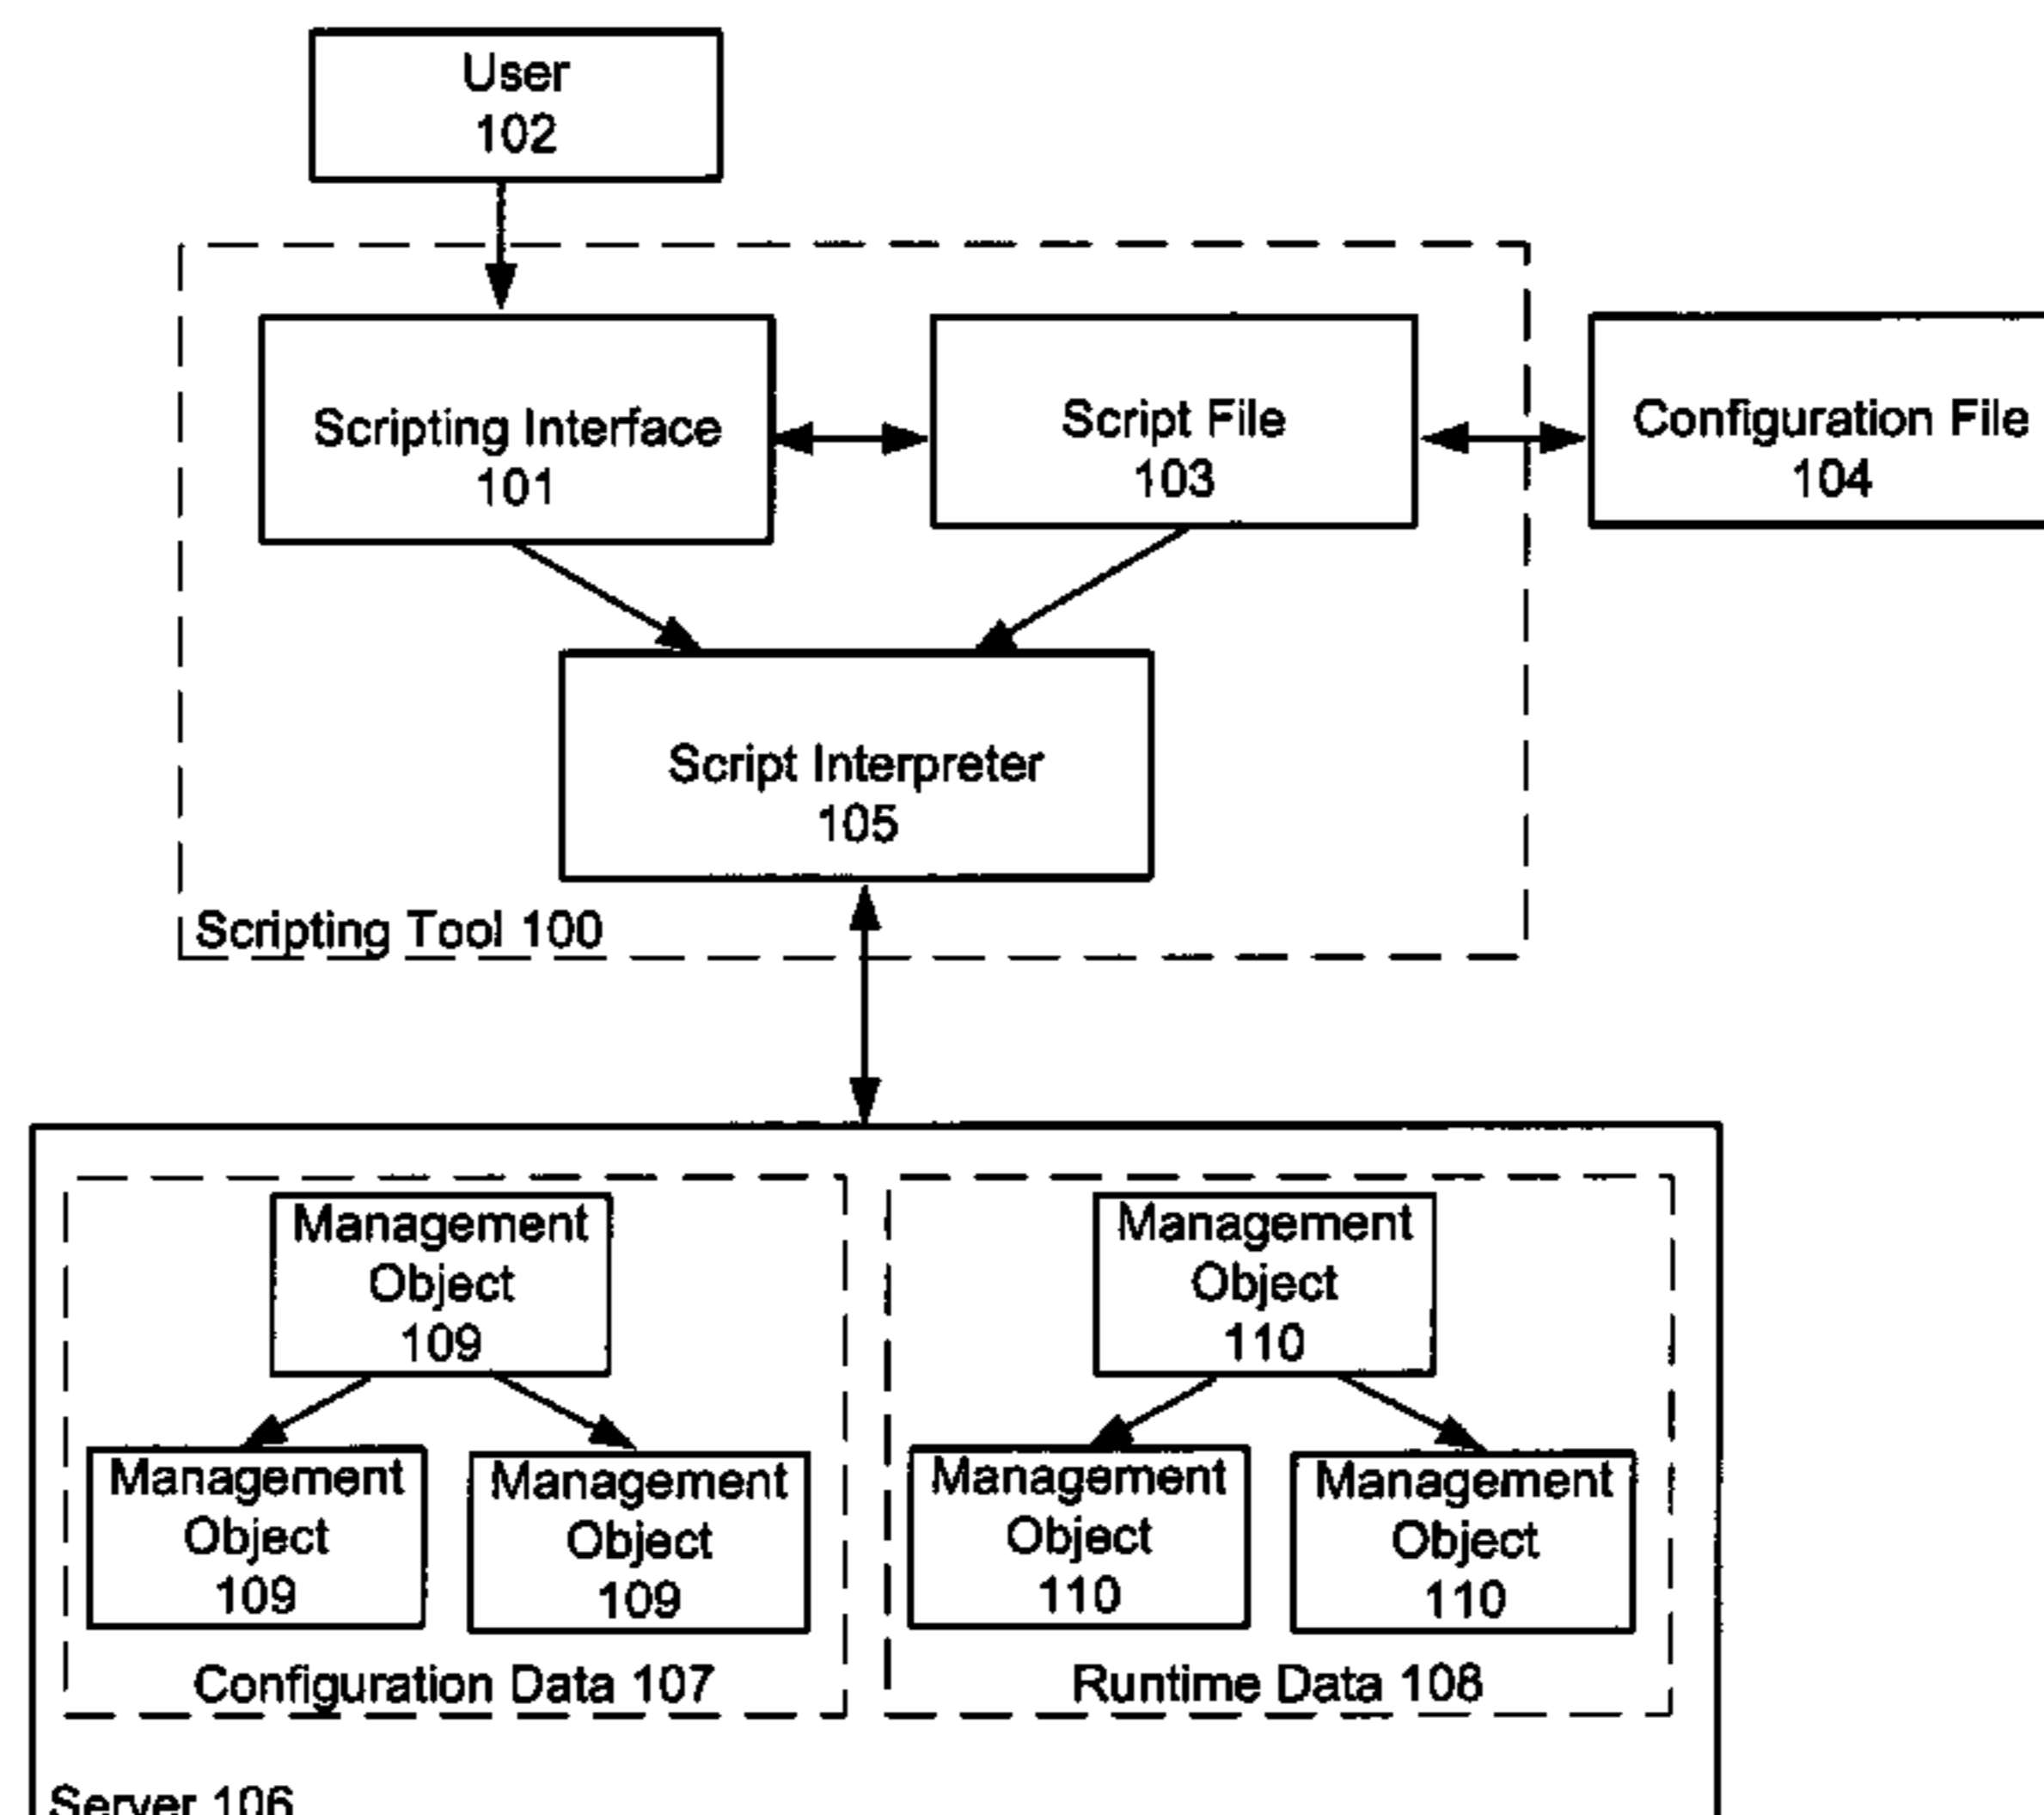 User
102
Scripting Interface
101
Script File
103
Configuration File
104
Script Interpreter
105
Scripting Tool 100
Management
Object
109
Management
Object
109
Management
Object
109
Configuration Data 107
Management
Object
110
Management
Object
110
Management
Object
110
Runtime Data 108
Server 106